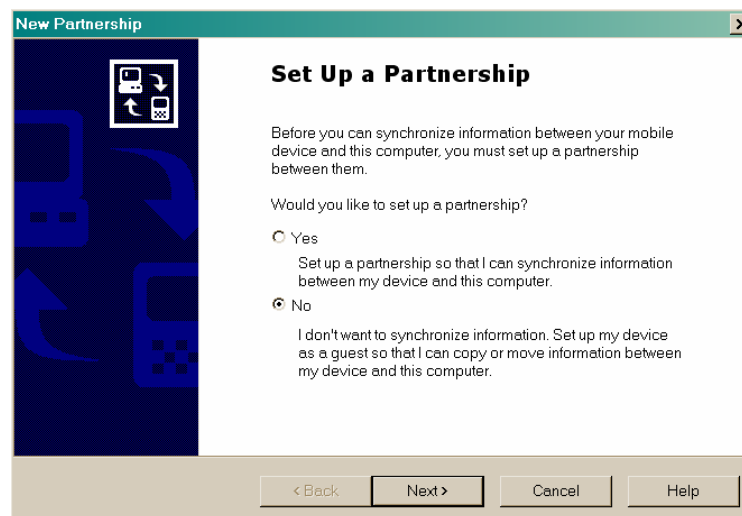 New Partnership
Set Up a Partnership
Before you can synchronize information between your mobile
device and this computer, you must set up a partnership
between them.
Would you like to set up a partnership?
Yes
Set up a partnership so that I can synchronize information
between my device and this computer.
No
I don't want to synchronize information. Set up my device
as a guest so that I can copy or move information between
my device and this computer.
< Back Next > Cancel Help